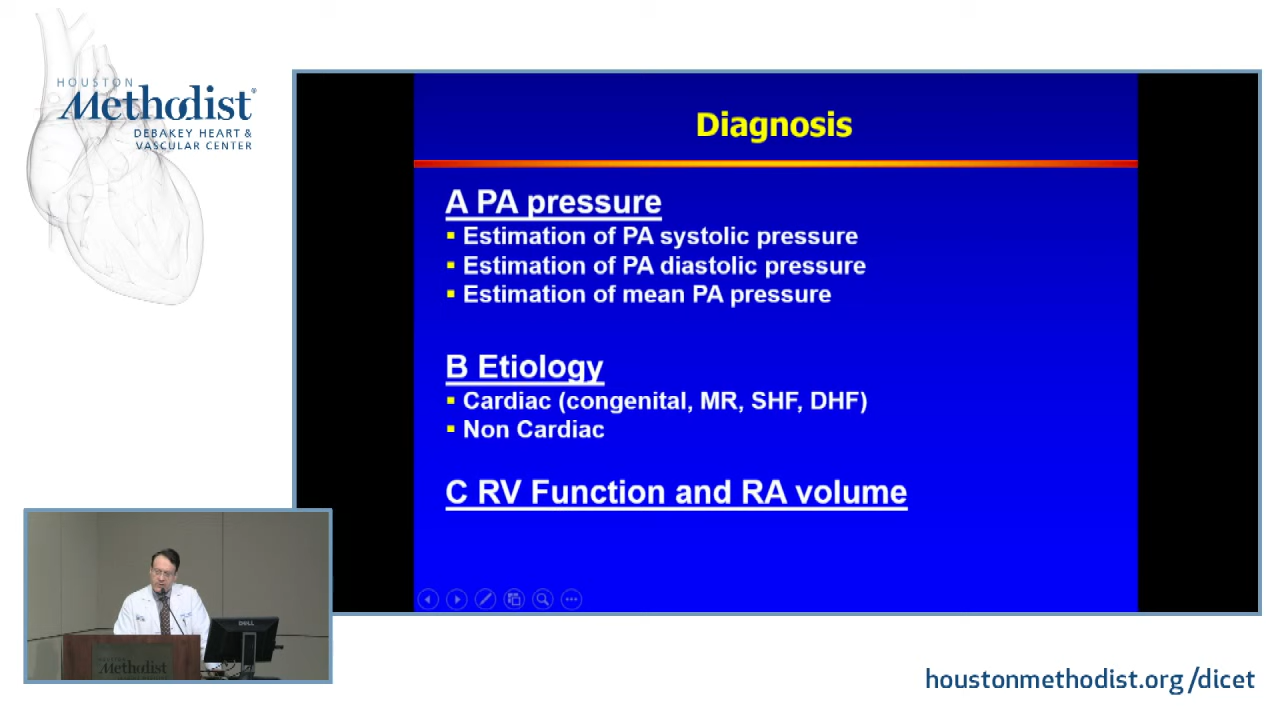 HOUSTON
Methodist®
DEBAKEY HEART &
VASCULAR CENTER
Diagnosis
A PA pressure
Estimation of PA systolic pressure
Estimation of PA diastolic pressure
Estimation of mean PA pressure
B Etiology
Cardiac (congenital, MR, SHF, DHF)
Non Cardiac
C RV Function and RA volume
DELL
Methodist
houstonmethodist.org/dicet